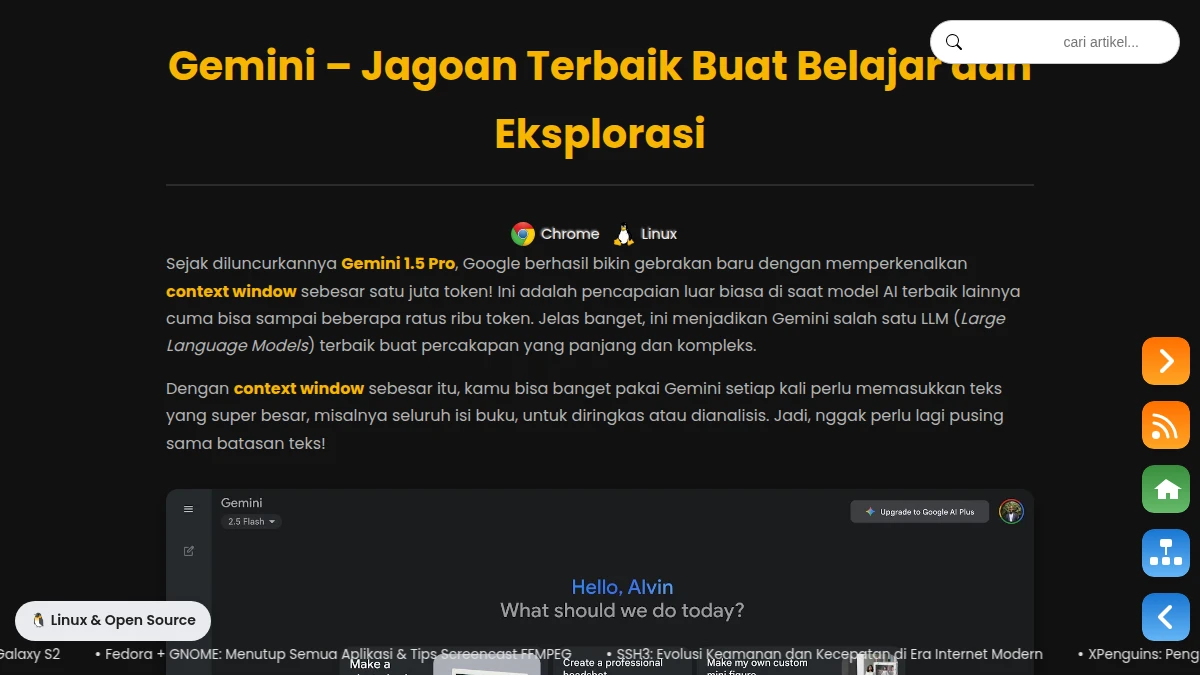 cari artikel...
Gemini – Jagoan Terbaik Buat Belajar dan
Eksplorasi
Chrome Linux
Sejak diluncurkannya Gemini 1.5 Pro, Google berhasil bikin gebrakan baru dengan memperkenalkan
context window sebesar satu juta token! Ini adalah pencapaian luar biasa di saat model AI terbaik lainnya
cuma bisa sampai beberapa ratus ribu token. Jelas banget, ini menjadikan Gemini salah satu LLM (Large
Language Models) terbaik buat percakapan yang panjang dan kompleks.
Dengan context window sebesar itu, kamu bisa banget pakai Gemini setiap kali perlu memasukkan teks
yang super besar, misalnya seluruh isi buku, untuk diringkas atau dianalisis. Jadi, nggak perlu lagi pusing
sama batasan teks!
Gemini
2.5 Flash
Upgrade to Google AI Plus
Hello, Alvin
What should we do today?
Linux & Open Source
Galaxy S2 • Fedora + GNOME: Menutup Semua Aplikasi & Tips Screencast FFMPEG • SSH3: Evolusi Keamanan dan Kecepatan di Era Internet Modern • XPenguins: Peng
Make a
Create a professional
headshot
Make my own custom
mini figure